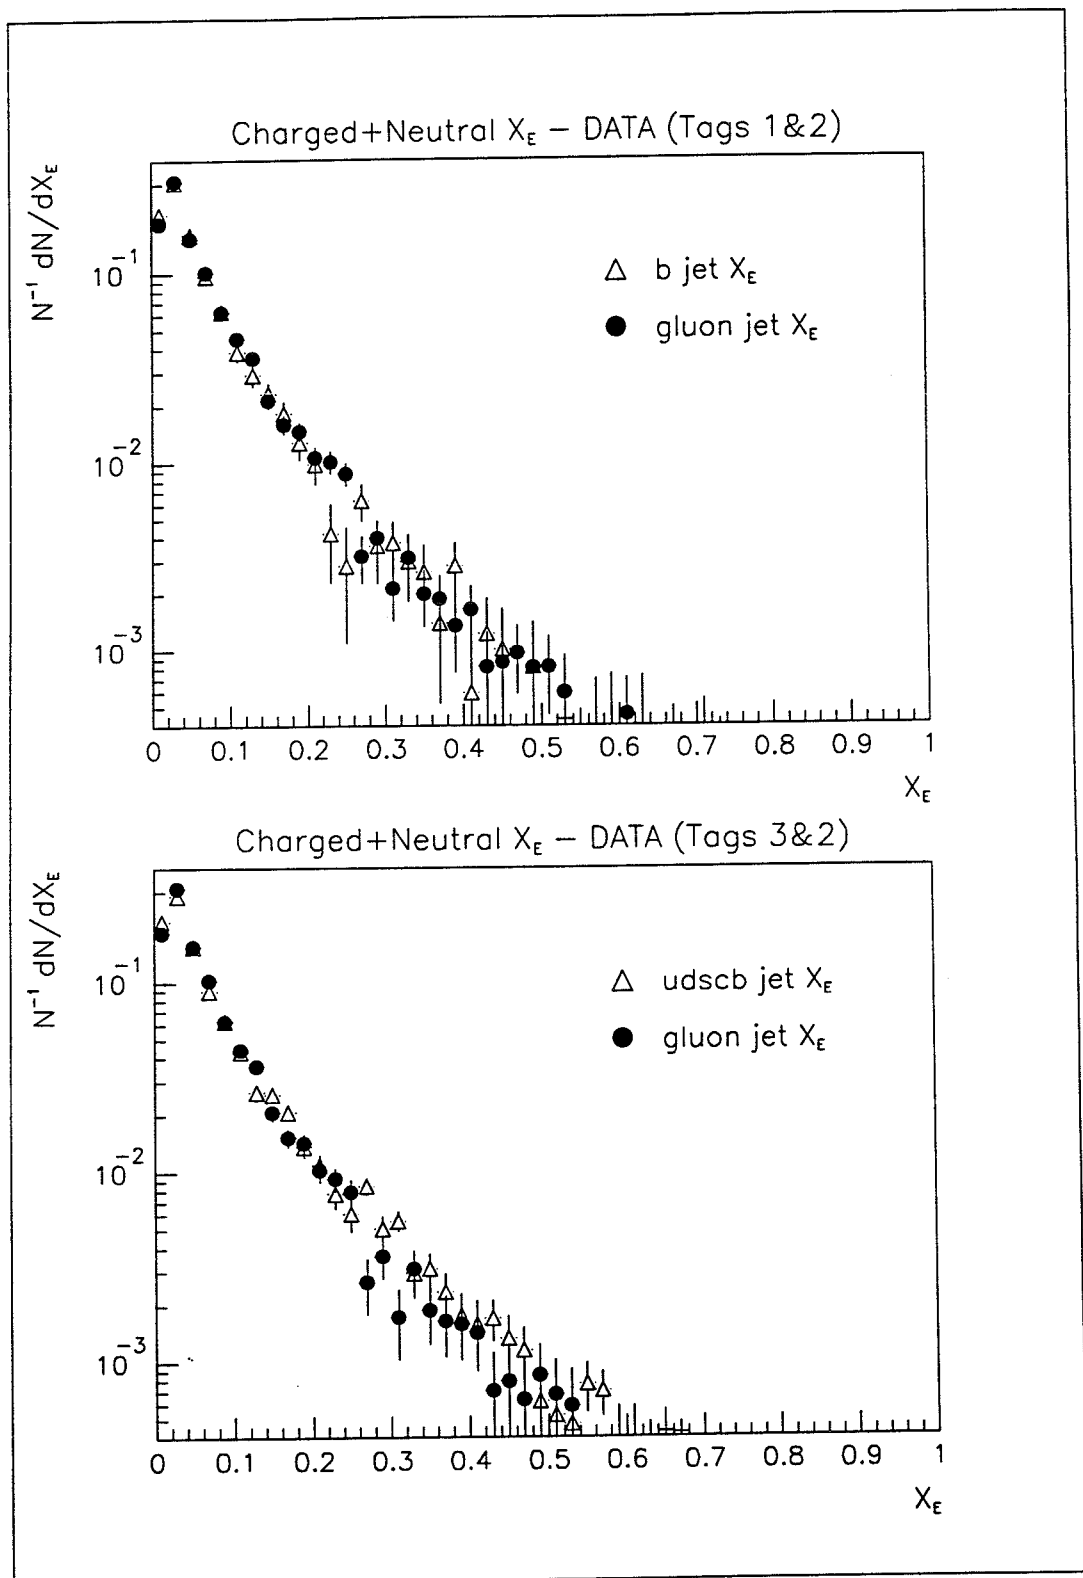 Charged+Neutral X_E – DATA (Tags 1&2)
N⁻¹ dN/dX_E
10⁻¹
10⁻²
10⁻³
△ b jet X_E
● gluon jet X_E
0 0.1 0.2 0.3 0.4 0.5 0.6 0.7 0.8 0.9 1
X_E
Charged+Neutral X_E – DATA (Tags 3&2)
N⁻¹ dN/dX_E
10⁻¹
10⁻²
10⁻³
△ udscb jet X_E
● gluon jet X_E
0 0.1 0.2 0.3 0.4 0.5 0.6 0.7 0.8 0.9 1
X_E